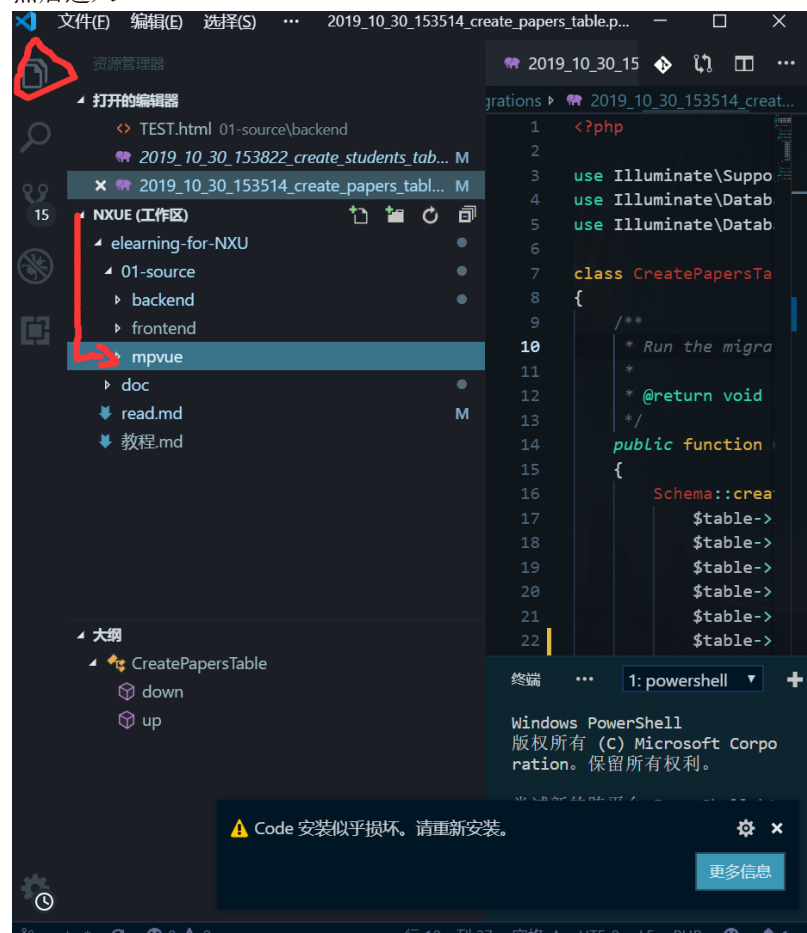 文件(F) 编辑(E) 选择(S) ··· 2019_10_30_153514_create_papers_table.p...
资源管理器
打开的编辑器
TEST.html 01-source\backend
2019_10_30_153822_create_students_tab... M
2019_10_30_153514_create_papers_tabl... M
15
NXUE (工作区)
elearning-for-NXU
01-source
backend
frontend
mpvue
doc
read.md M
教程.md
大纲
CreatePapersTable
down
up
2019_10_30_15 ···
grations 2019_10_30_153514_creat...
1 <?php
2
3 use Illuminate\Suppo
4 use Illuminate\Datab
5 use Illuminate\Datab
6
7 class CreatePapersTa
8 {
9 /**
10 * Run the migra
11 *
12 * @return void
13 */
14 public function
15 {
16 Schema::crea
17 $table->
18 $table->
19 $table->
20 $table->
21 $table->
22 $table->
终端 ··· 1: powershell
Windows PowerShell
版权所有 (C) Microsoft Corpo
ration。保留所有权利。
Code 安装似乎损坏。请重新安装。
更多信息